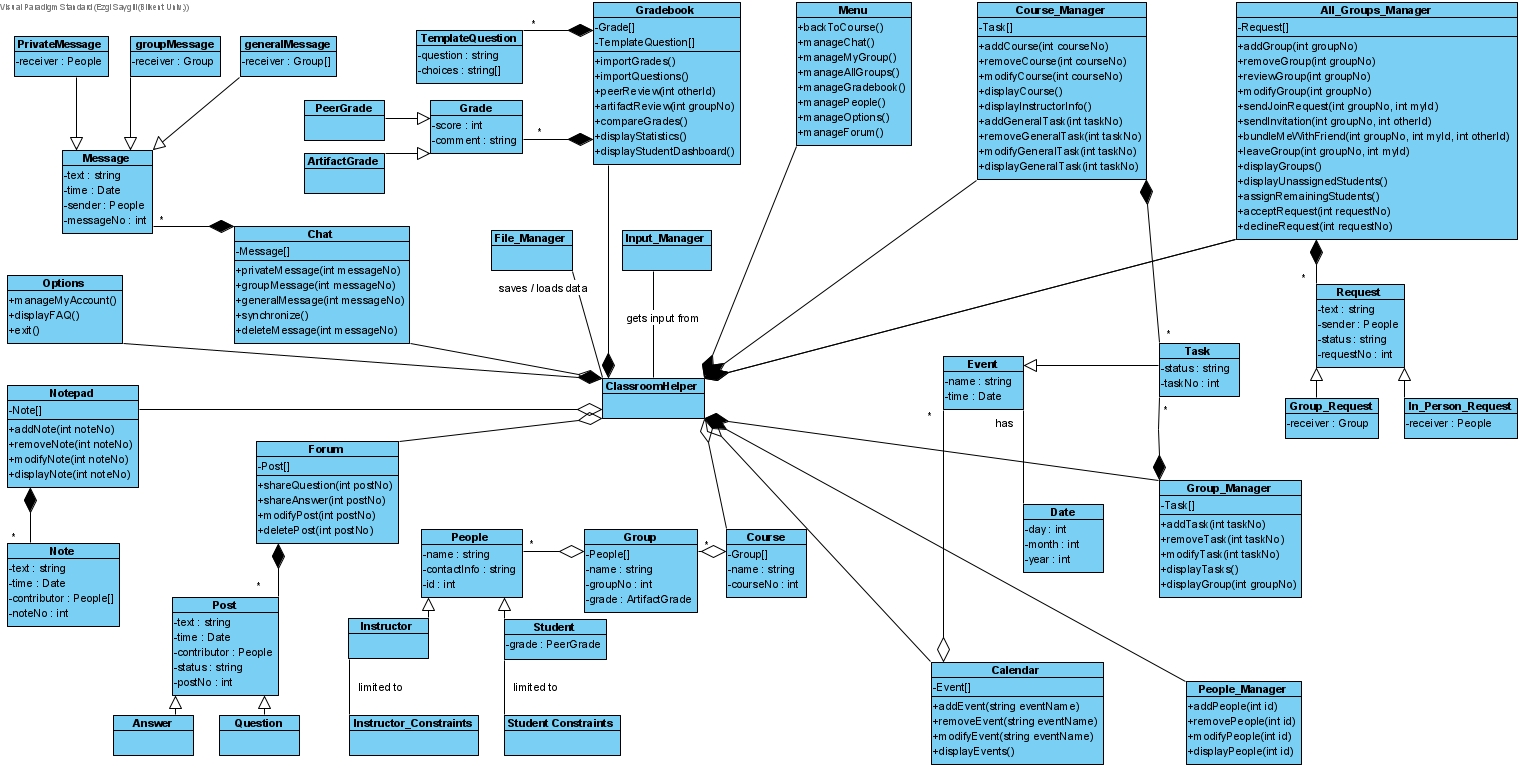 Visual Paradigm Standard (Ezgi Saygili(Bilkent Univ.))
PrivateMessage
-receiver : People
groupMessage
-receiver : Group
generalMessage
-receiver : Group[]
Message
-text : string
-time : Date
-sender : People
-messageNo : int
*
TemplateQuestion
-question : string
-choices : string[]
*
PeerGrade
ArtifactGrade
Grade
-score : int
-comment : string
*
Gradebook
-Grade[]
-TemplateQuestion[]
+importGrades()
+importQuestions()
+peerReview(int otherId)
+artifactReview(int groupNo)
+compareGrades()
+displayStatistics()
+displayStudentDashboard()
Menu
+backToCourse()
+manageChat()
+manageMyGroup()
+manageAllGroups()
+manageGradebook()
+managePeople()
+manageOptions()
+manageForum()
Course_Manager
-Task[]
+addCourse(int courseNo)
+removeCourse(int courseNo)
+modifyCourse(int courseNo)
+displayCourse()
+displayInstructorInfo()
+addGeneralTask(int taskNo)
+removeGeneralTask(int taskNo)
+modifyGeneralTask(int taskNo)
+displayGeneralTask(int taskNo)
All_Groups_Manager
-Request[]
+addGroup(int groupNo)
+removeGroup(int groupNo)
+reviewGroup(int groupNo)
+modifyGroup(int groupNo)
+sendJoinRequest(int groupNo, int myId)
+sendInvitation(int groupNo, int otherId)
+bundleMeWithFriend(int groupNo, int myId, int otherId)
+leaveGroup(int groupNo, int myId)
+displayGroups()
+displayUnassignedStudents()
+assignRemainingStudents()
+acceptRequest(int requestNo)
+declineRequest(int requestNo)
Chat
-Message[]
+privateMessage(int messageNo)
+groupMessage(int messageNo)
+generalMessage(int messageNo)
+synchronize()
+deleteMessage(int messageNo)
File_Manager
saves / loads data
Input_Manager
gets input from
Options
+manageMyAccount()
+displayFAQ()
+exit()
*
Request
-text : string
-sender : People
-status : string
-requestNo : int
Group_Request
-receiver : Group
In_Person_Request
-receiver : People
*
Task
-status : string
-taskNo : int
*
Event
-name : string
-time : Date
*
has
ClassroomHelper
Notepad
-Note[]
+addNote(int noteNo)
+removeNote(int noteNo)
+modifyNote(int noteNo)
+displayNote(int noteNo)
*
Note
-text : string
-time : Date
-contributor : People[]
-noteNo : int
Forum
-Post[]
+shareQuestion(int postNo)
+shareAnswer(int postNo)
+modifyPost(int postNo)
+deletePost(int postNo)
*
Post
-text : string
-time : Date
-contributor : People
-status : string
-postNo : int
Answer
Question
People
-name : string
-contactInfo : string
-id : int
*
Group
-People[]
-name : string
-groupNo : int
-grade : ArtifactGrade
*
Course
-Group[]
-name : string
-courseNo : int
Date
-day : int
-month : int
-year : int
Group_Manager
-Task[]
+addTask(int taskNo)
+removeTask(int taskNo)
+modifyTask(int taskNo)
+displayTasks()
+displayGroup(int groupNo)
Instructor
limited to
Instructor_Constraints
Student
-grade : PeerGrade
limited to
Student Constraints
Calendar
-Event[]
+addEvent(string eventName)
+removeEvent(string eventName)
+modifyEvent(string eventName)
+displayEvents()
People_Manager
+addPeople(int id)
+removePeople(int id)
+modifyPeople(int id)
+displayPeople(int id)